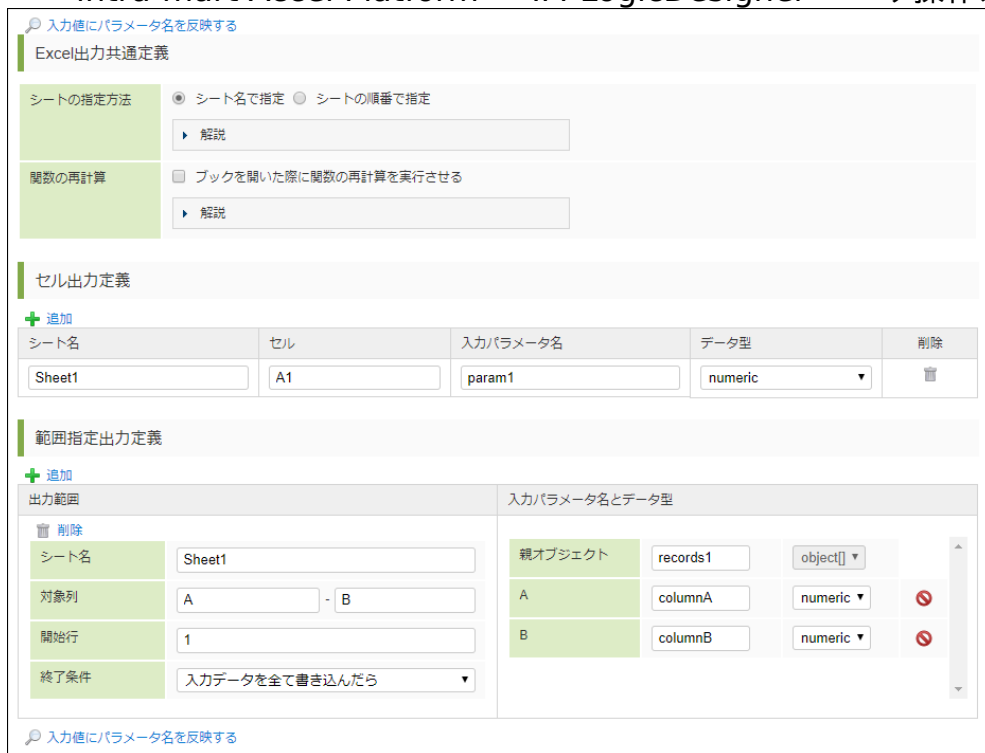 入力値にパラメータ名を反映する
Excel出力共通定義
シートの指定方法
シート名で指定 シートの順番で指定
解説
関数の再計算
ブックを開いた際に関数の再計算を実行させる
解説
セル出力定義
追加
シート名 セル 入力パラメータ名 データ型 削除
Sheet1 A1 param1 numeric
範囲指定出力定義
追加
出力範囲 入力パラメータ名とデータ型
削除
シート名 Sheet1 親オブジェクト records1 object[]
対象列 A - B A columnA numeric
開始行 1 B columnB numeric
終了条件 入力データを全て書き込んだら
入力値にパラメータ名を反映する